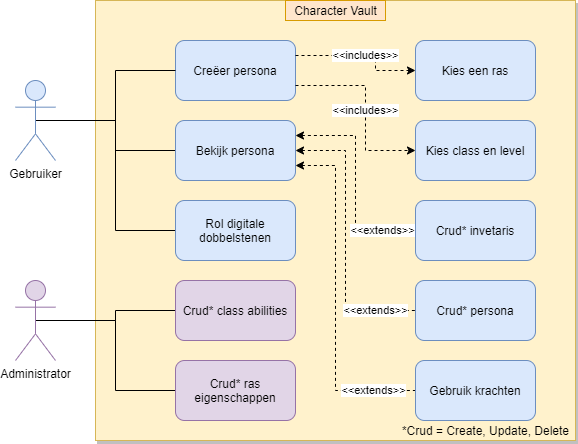 Character Vault
Creëer persona
<<includes>>
Kies een ras
<<includes>>
Gebruiker
Bekijk persona
Kies class en level
Rol digitale
dobbelstenen
<<extends>>
Crud* invetaris
Crud* class abilities
<<extends>>
Crud* persona
Administrator
Crud* ras
eigenschappen
<<extends>>
Gebruik krachten
*Crud = Create, Update, Delete